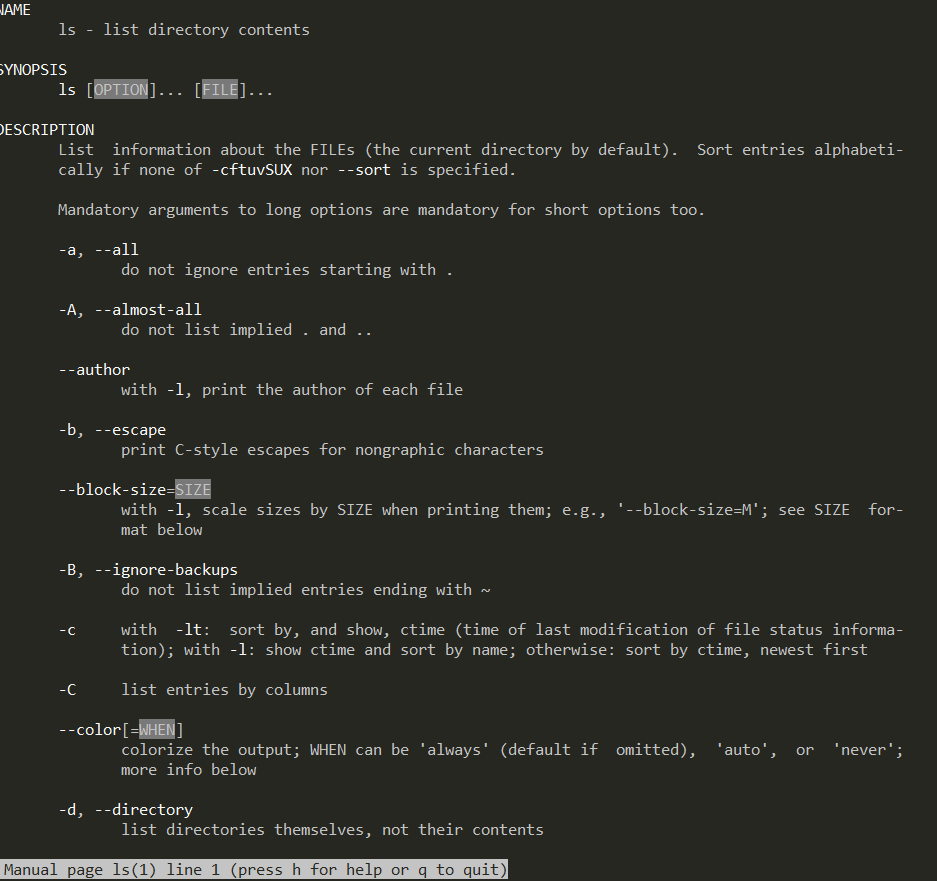 NAME
ls - list directory contents
SYNOPSIS
ls [OPTION]... [FILE]...
DESCRIPTION
List  information about the FILEs (the current directory by default).  Sort entries alphabeti-
cally if none of -cftuvSUX nor --sort is specified.
Mandatory arguments to long options are mandatory for short options too.
-a, --all
do not ignore entries starting with .
-A, --almost-all
do not list implied . and ..
--author
with -l, print the author of each file
-b, --escape
print C-style escapes for nongraphic characters
--block-size=SIZE
with -l, scale sizes by SIZE when printing them; e.g., '--block-size=M'; see SIZE  for-
mat below
-B, --ignore-backups
do not list implied entries ending with ~
-c     with  -lt:  sort by, and show, ctime (time of last modification of file status informa-
tion); with -l: show ctime and sort by name; otherwise: sort by ctime, newest first
-C     list entries by columns
--color[=WHEN]
colorize the output; WHEN can be 'always' (default if  omitted),  'auto',  or  'never';
more info below
-d, --directory
list directories themselves, not their contents
Manual page ls(1) line 1 (press h for help or q to quit)